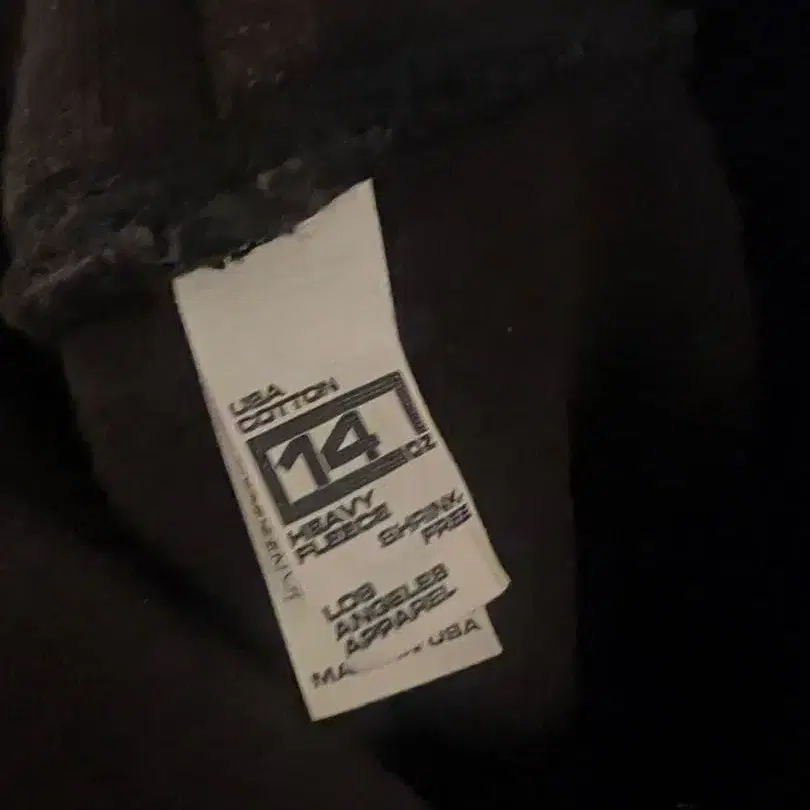 USA
COTTON
14
OZ
HEAVY
FLEECE
SHRINK
FREE
LOS
ANGELES
APPAREL
USA